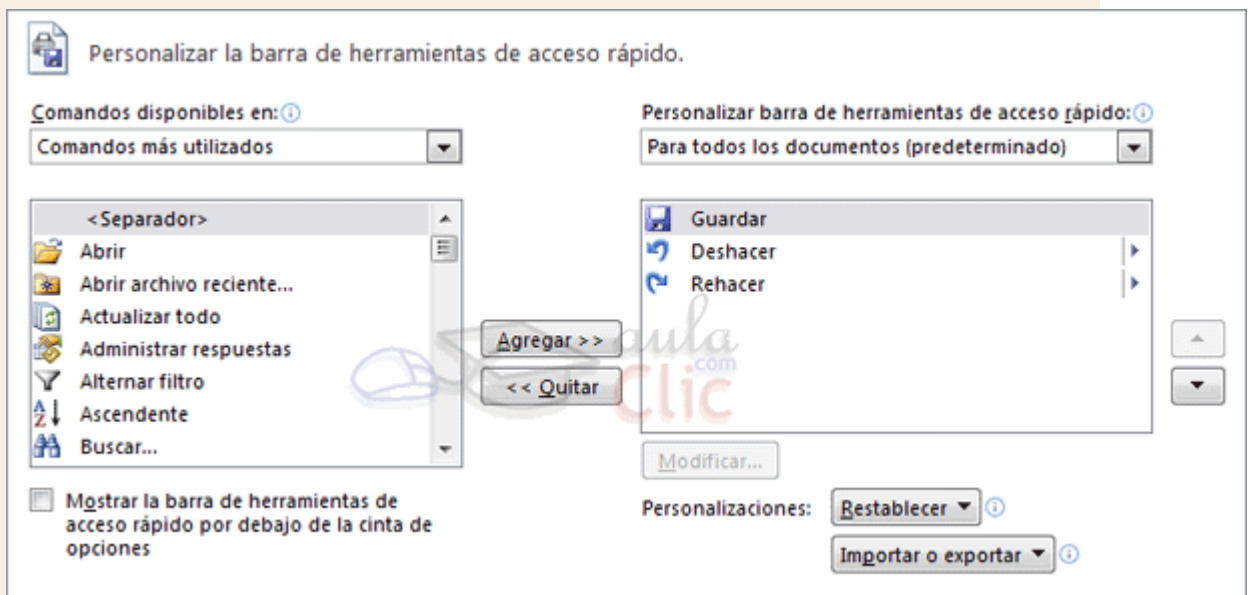 Personalizar la barra de herramientas de acceso rápido.
Comandos disponibles en:
Comandos más utilizados
<Separador>
Abrir
Abrir archivo reciente...
Actualizar todo
Administrar respuestas
Alternar filtro
Ascendente
Buscar...
Mostrar la barra de herramientas de
acceso rápido por debajo de la cinta de
opciones
Agregar >>
<< Quitar
Personalizar barra de herramientas de acceso rápido:
Para todos los documentos (predeterminado)
Guardar
Deshacer
Rehacer
aula
com
Clic
Modificar...
Personalizaciones:
Restablecer
Importar o exportar